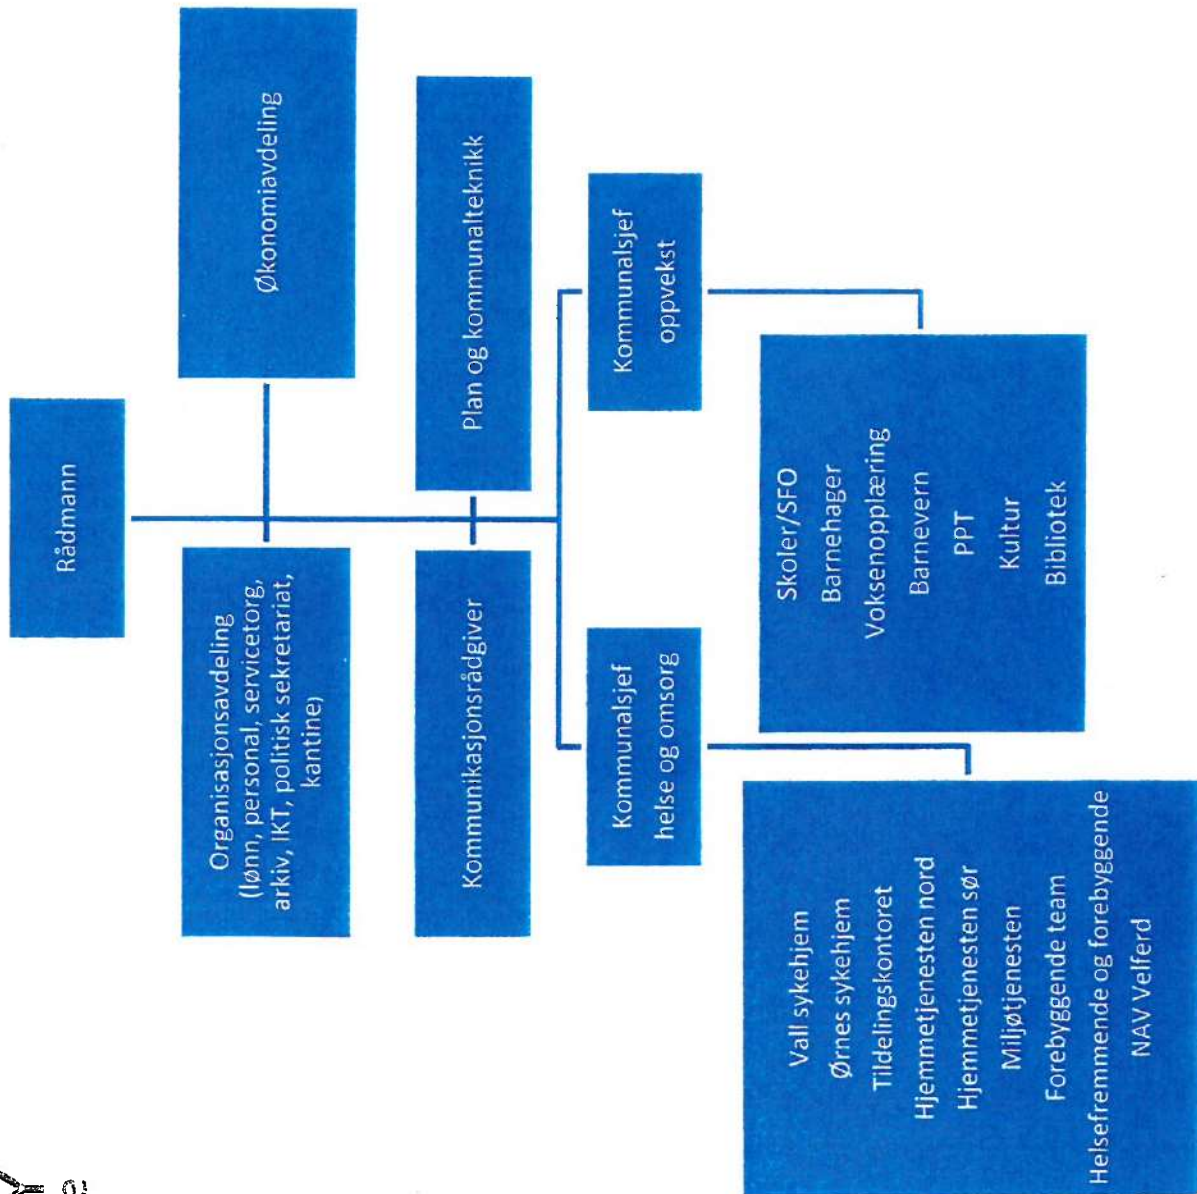 Rådmann
Organisasjonsavdeling
(lønn, personal, servicetorg,
arkiv, IKT, politisk sekretariat,
kantine)
Økonomiavdeling
Kommunikasjonsrådgiver
Plan og kommunalteknikk
Kommunalsjef
helse og omsorg
Kommunalsjef
oppvekst
Vall sykehjem
Ørnes sykehjem
Tildelingskontoret
Hjemmetjenesten nord
Hjemmetjenesten sør
Miljøtjenesten
Forebyggende team
Helsefremmende og forebyggende
NAV Velferd
Skoler/SFO
Barnehager
Voksenopplæring
Barnevern
PPT
Kultur
Bibliotek